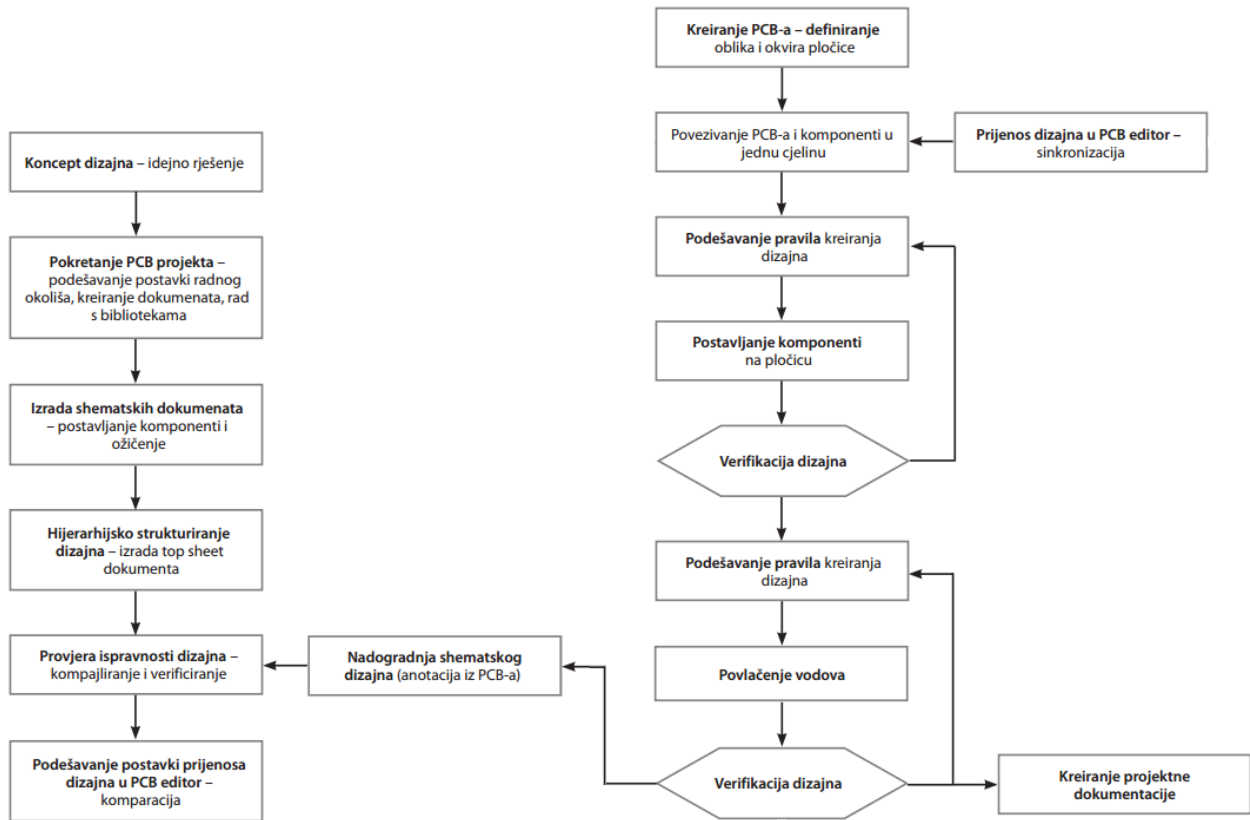 Koncept dizajna – idejno rješenje
Pokretanje PCB projekta –
podešavanje postavki radnog
okoliša, kreiranje dokumenata, rad
s bibliotekama
Izrada shematskih dokumenata
– postavljanje komponenti i
ožičenje
Hijerarhijsko strukturiranje
dizajna – izrada top sheet
dokumenta
Provjera ispravnosti dizajna –
kompajliranje i verificiranje
Podešavanje postavki prijenosa
dizajna u PCB editor –
komparacija
Nadogradnja shematskog
dizajna (anotacija iz PCB-a)
Kreiranje PCB-a – definiranje
oblika i okvira pločice
Povezivanje PCB-a i komponenti u
jednu cjelinu
Prijenos dizajna u PCB editor –
sinkronizacija
Podešavanje pravila kreiranja
dizajna
Postavljanje komponenti
na pločicu
Verifikacija dizajna
Podešavanje pravila kreiranja
dizajna
Povlačenje vodova
Verifikacija dizajna
Kreiranje projektne
dokumentacije